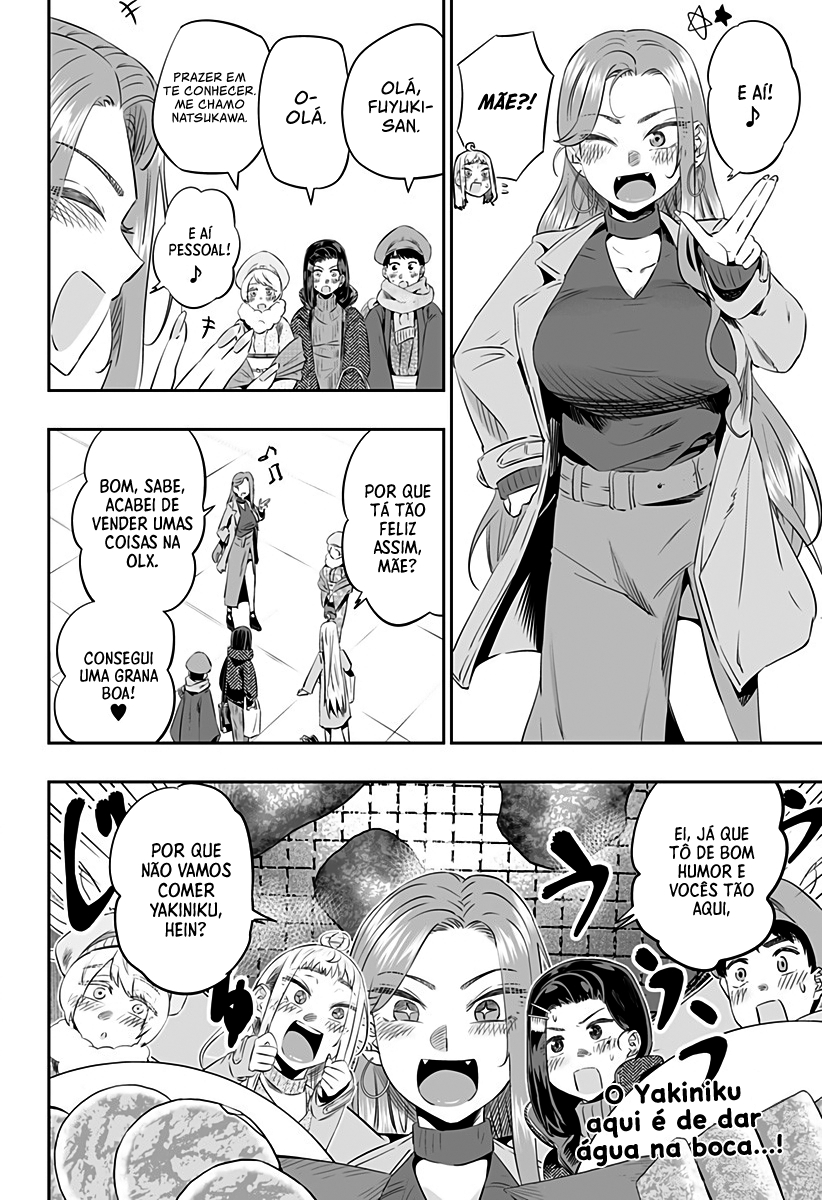 E AÍ!
♪
MÃE?!
OLÁ,
FUYUKI-
SAN.
O-
OLÁ.
PRAZER EM
TE CONHECER.
ME CHAMO
NATSUKAWA.
E AÍ
PESSOAL!
♪
POR QUE
TÁ TÃO
FELIZ
ASSIM,
MÃE?
BOM, SABE,
ACABEI DE
VENDER UMAS
COISAS NA
OLX.
CONSEGUI
UMA GRANA
BOA!
♥
EI, JÁ QUE
TÔ DE BOM
HUMOR E
VOCÊS TÃO
AQUI,
POR QUE
NÃO VAMOS
COMER
YAKINIKU,
HEIN?
O Yakiniku
aqui é de dar
água na boca...!